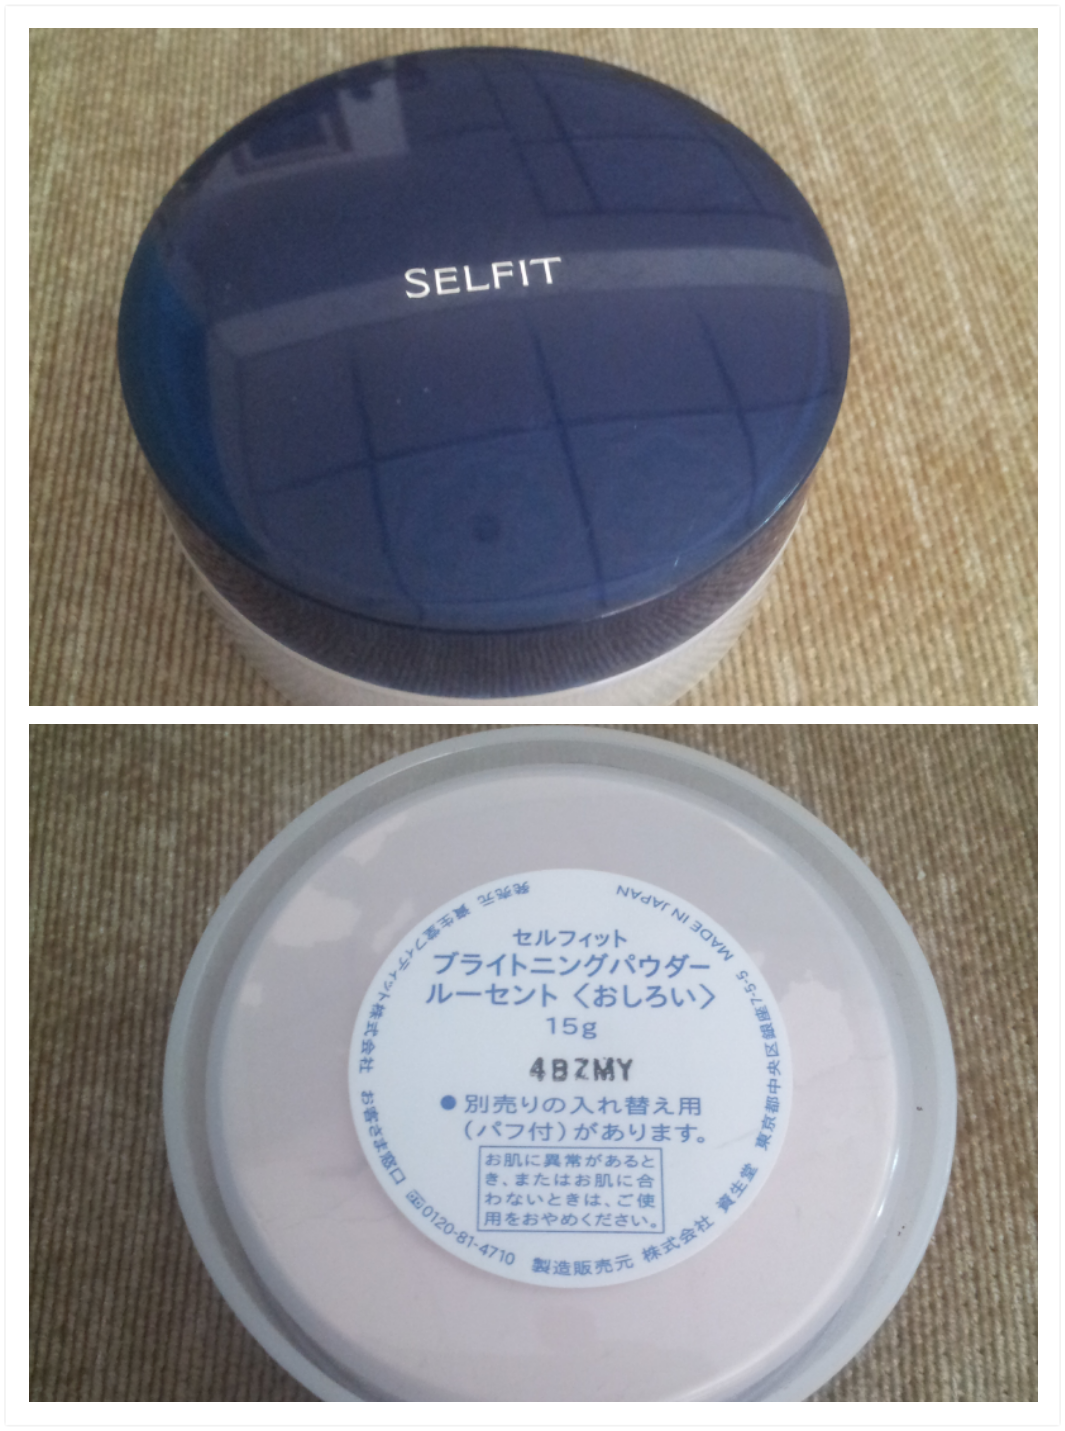 SELFIT
セルフィット
ブライトニングパウダー
ルーセント〈おしろい〉
15g
4BZMY
●別売りの入れ替え用
(パフ付)があります。
お肌に異常があると
き、またはお肌に合
わないときは、ご使
用をおやめください。
発売元 資生堂フィティット株式会社 お客さま窓口 0120-81-4710
製造販売元 株式会社 資生堂 東京都中央区銀座7-5-5 MADE IN JAPAN